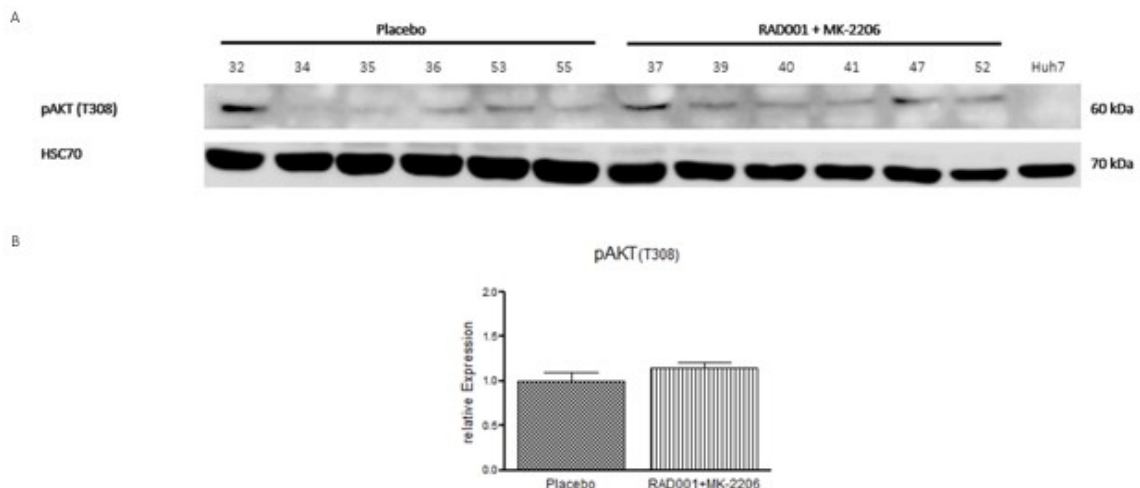 A
Placebo
RAD001 + MK-2206
32 34 35 36 53 55 37 39 40 41 47 52 Huh7
pAKT (T308)
60 kDa
HSC70
70 kDa
B
pAKT(T308)
2.0
1.5
1.0
0.5
0.0
relative Expression
Placebo
RAD001+MK-2206